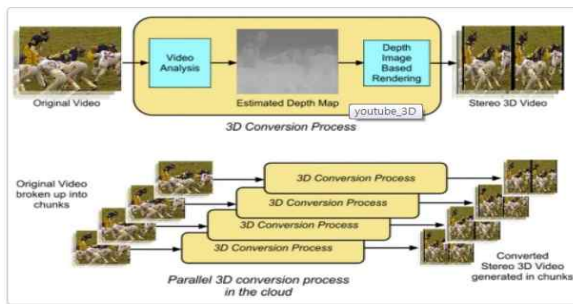 Video
Analysis
Depth
Image
Based
Rendering
Original Video
Estimated Depth Map
Stereo 3D Video
youtube_3D
3D Conversion Process
Original Video
broken up into
chunks
3D Conversion Process
3D Conversion Process
3D Conversion Process
3D Conversion Process
Converted
Stereo 3D Video
generated in chunks
Parallel 3D conversion process
in the cloud